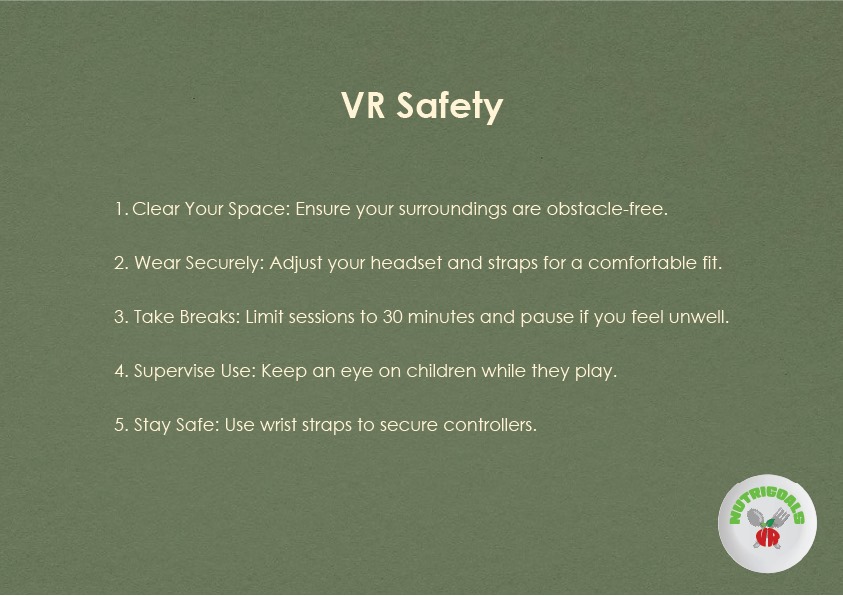 VR Safety
1. Clear Your Space: Ensure your surroundings are obstacle-free.
2. Wear Securely: Adjust your headset and straps for a comfortable fit.
3. Take Breaks: Limit sessions to 30 minutes and pause if you feel unwell.
4. Supervise Use: Keep an eye on children while they play.
5. Stay Safe: Use wrist straps to secure controllers.
NUTRIGOALS
VR